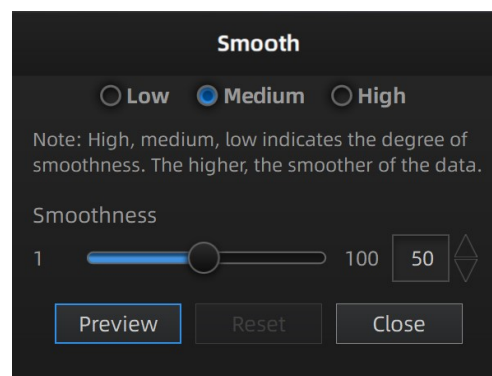 Smooth
Low Medium High
Note: High, medium, low indicates the degree of
smoothness. The higher, the smoother of the data.
Smoothness
1 100 50
Preview Reset Close